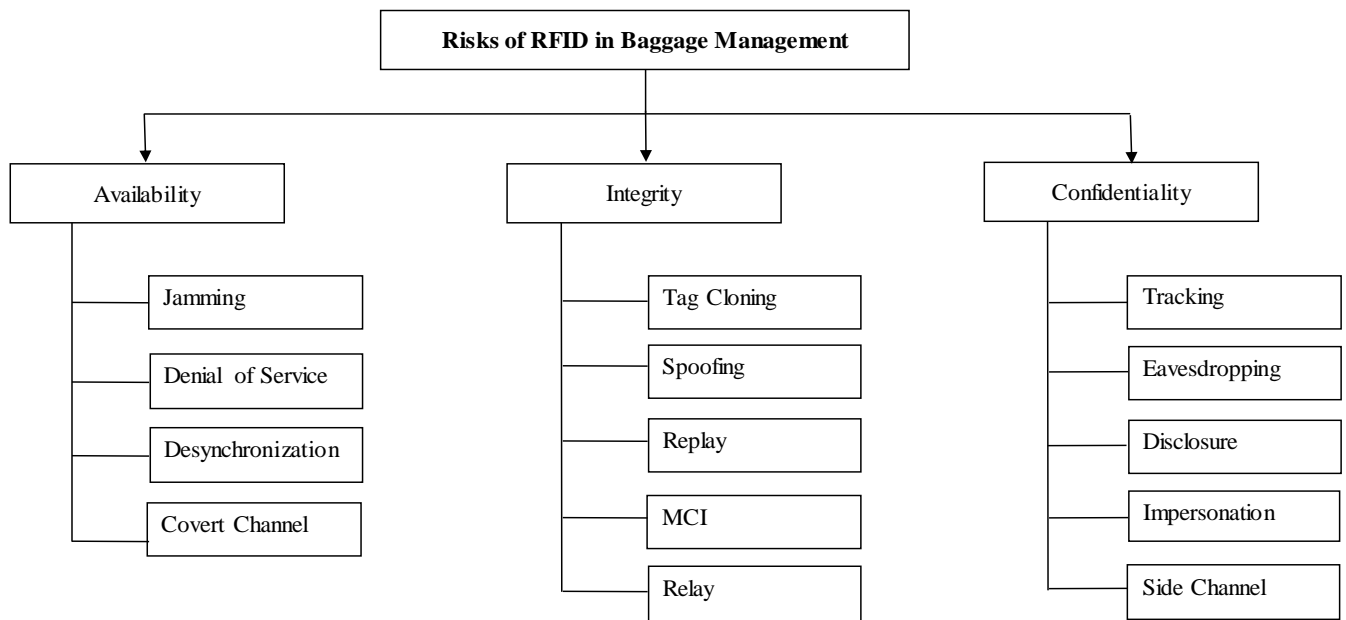 Risks of RFID in Baggage Management
Availability
Integrity
Confidentiality
Jamming
Denial of Service
Desynchronization
Covert Channel
Tag Cloning
Spoofing
Replay
MCI
Relay
Tracking
Eavesdropping
Disclosure
Impersonation
Side Channel